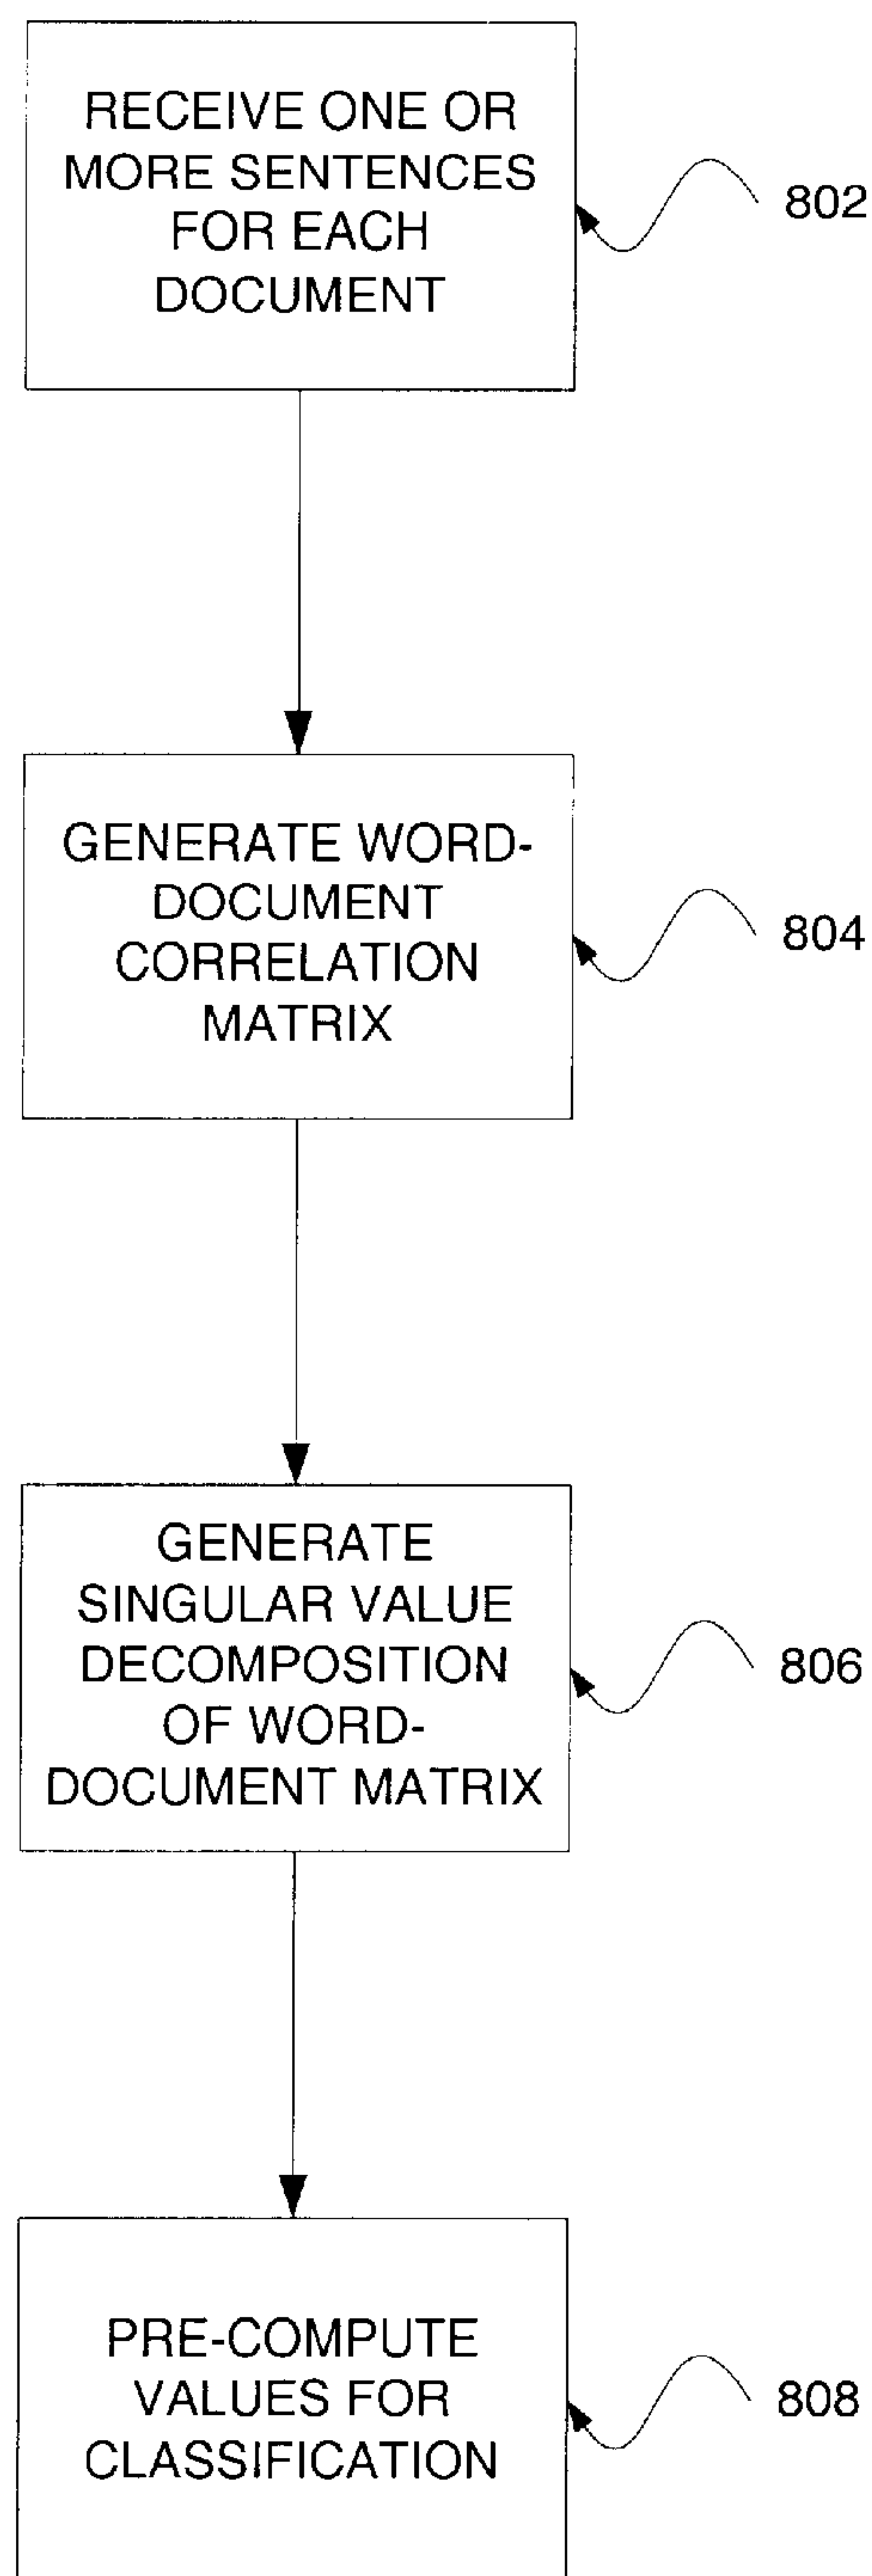 RECEIVE ONE OR
MORE SENTENCES
FOR EACH
DOCUMENT
802
GENERATE WORD-
DOCUMENT
CORRELATION
MATRIX
804
GENERATE
SINGULAR VALUE
DECOMPOSITION
OF WORD-
DOCUMENT MATRIX
806
PRE-COMPUTE
VALUES FOR
CLASSIFICATION
808